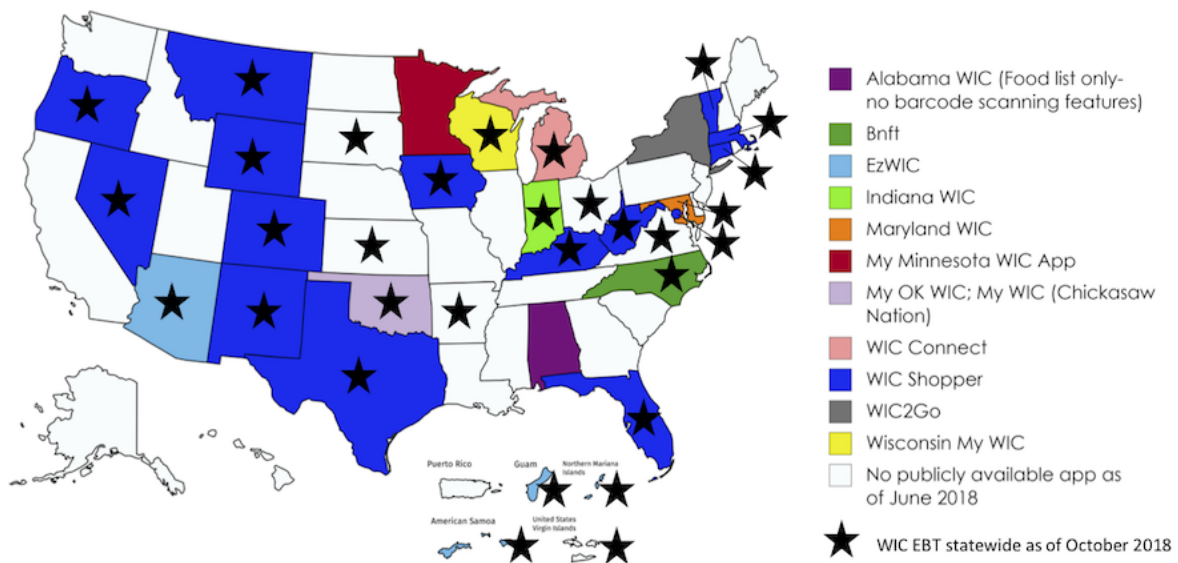 Alabama WIC (Food list only-
no barcode scanning features)
Bnft
EzWIC
Indiana WIC
Maryland WIC
My Minnesota WIC App
My OK WIC; My WIC (Chickasaw
Nation)
WIC Connect
WIC Shopper
WIC2Go
Wisconsin My WIC
No publicly available app as
of June 2018
WIC EBT statewide as of October 2018
Puerto Rico
Guam
Northern Mariana
Islands
American Samoa
United States
Virgin Islands